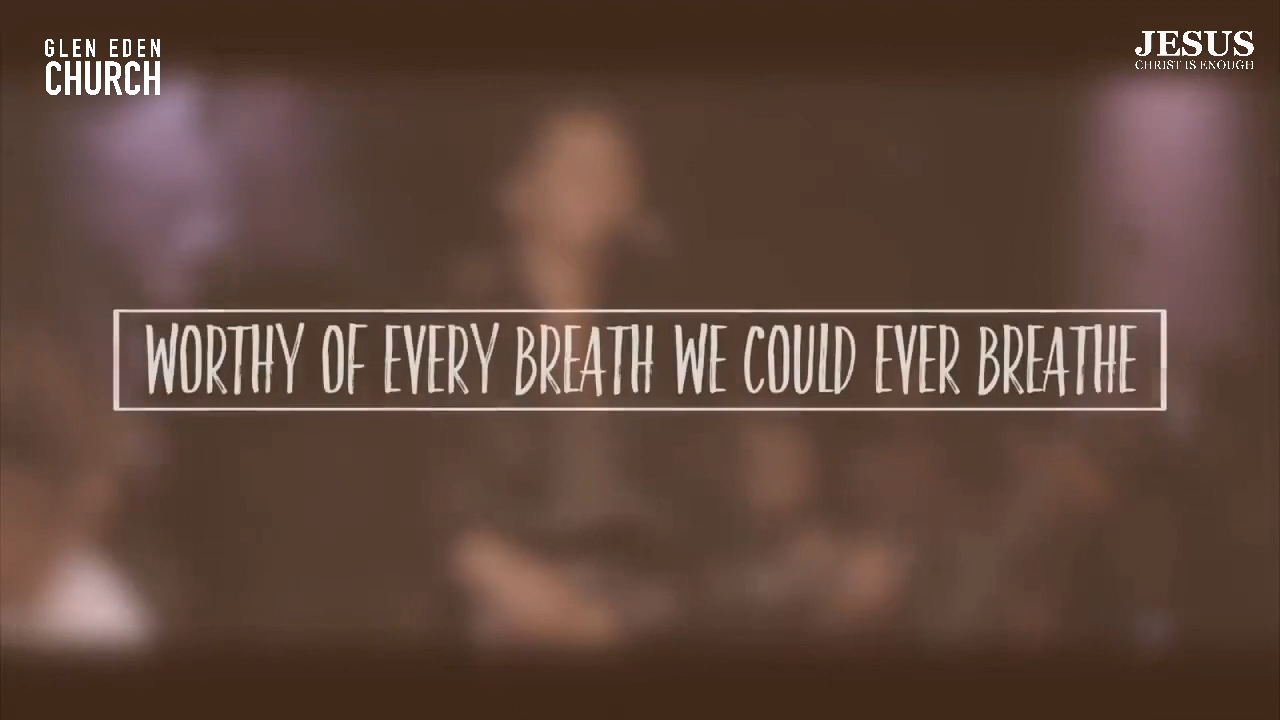 GLEN EDEN
CHURCH
JESUS
CHRIST IS ENOUGH
WORTHY OF EVERY BREATH WE COULD EVER BREATHE